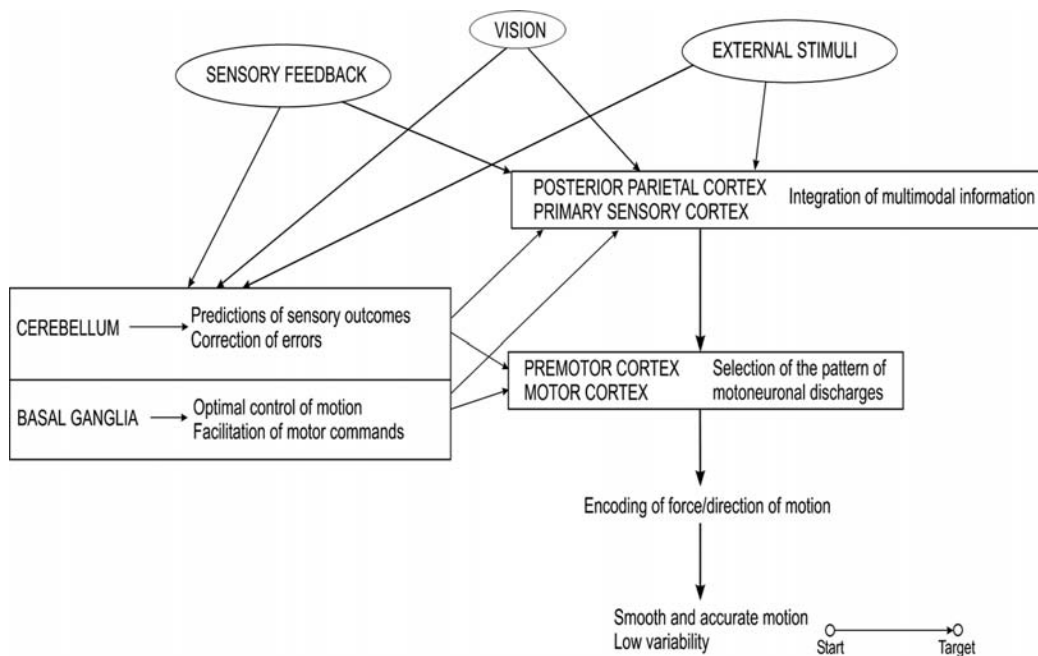 VISION
EXTERNAL STIMULI
SENSORY FEEDBACK
POSTERIOR PARIETAL CORTEX
PRIMARY SENSORY CORTEX
Integration of multimodal information
CEREBELLUM
Predictions of sensory outcomes
Correction of errors
BASAL GANGLIA
Optimal control of motion
Facilitation of motor commands
PREMOTOR CORTEX
MOTOR CORTEX
Selection of the pattern of
motoneuronal discharges
Encoding of force/direction of motion
Smooth and accurate motion
Low variability
Start
Target